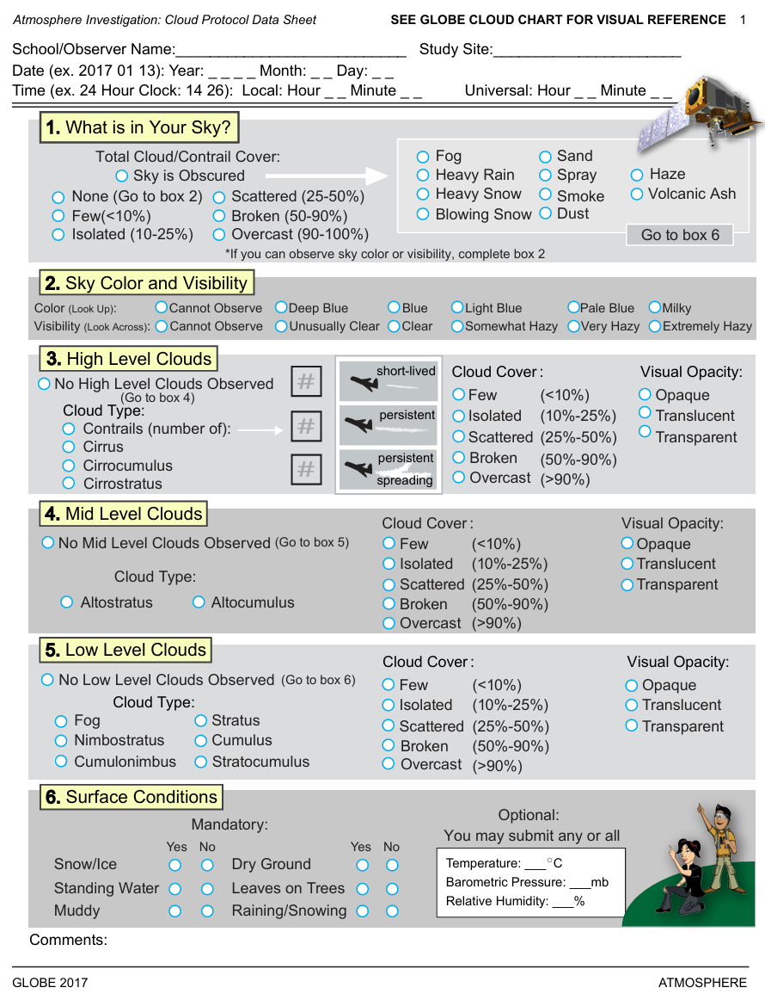 Atmosphere Investigation: Cloud Protocol Data Sheet SEE GLOBE CLOUD CHART FOR VISUAL REFERENCE 1
School/Observer Name:___________________________ Study Site:______________________
Date (ex. 2017 01 13): Year: _ _ _ _ Month: _ _ Day: _ _
Time (ex. 24 Hour Clock: 14 26): Local: Hour _ _ Minute _ _ Universal: Hour _ _ Minute _ _
1. What is in Your Sky?
Total Cloud/Contrail Cover:
Sky is Obscured
None (Go to box 2) Scattered (25-50%)
Few(<10%) Broken (50-90%)
Isolated (10-25%) Overcast (90-100%)
Fog Sand
Heavy Rain Spray Haze
Heavy Snow Smoke Volcanic Ash
Blowing Snow Dust
Go to box 6
*If you can observe sky color or visibility, complete box 2
2. Sky Color and Visibility
Color (Look Up): Cannot Observe Deep Blue Blue Light Blue Pale Blue Milky
Visibility (Look Across): Cannot Observe Unusually Clear Clear Somewhat Hazy Very Hazy Extremely Hazy
3. High Level Clouds
No High Level Clouds Observed
(Go to box 4)
Cloud Type:
Contrails (number of):
Cirrus
Cirrocumulus
Cirrostratus
# short-lived
# persistent
# persistent
spreading
Cloud Cover : Visual Opacity:
Few (<10%) Opaque
Isolated (10%-25%) Translucent
Scattered (25%-50%) Transparent
Broken (50%-90%)
Overcast (>90%)
4. Mid Level Clouds
No Mid Level Clouds Observed (Go to box 5)
Cloud Type:
Altostratus Altocumulus
Cloud Cover : Visual Opacity:
Few (<10%) Opaque
Isolated (10%-25%) Translucent
Scattered (25%-50%) Transparent
Broken (50%-90%)
Overcast (>90%)
5. Low Level Clouds
No Low Level Clouds Observed (Go to box 6)
Cloud Type:
Fog Stratus
Nimbostratus Cumulus
Cumulonimbus Stratocumulus
Cloud Cover : Visual Opacity:
Few (<10%) Opaque
Isolated (10%-25%) Translucent
Scattered (25%-50%) Transparent
Broken (50%-90%)
Overcast (>90%)
6. Surface Conditions
Mandatory:
Yes No Yes No
Snow/Ice Dry Ground
Standing Water Leaves on Trees
Muddy Raining/Snowing
Optional:
You may submit any or all
Temperature: ___°C
Barometric Pressure: ___mb
Relative Humidity: ___%
Comments:
GLOBE 2017 ATMOSPHERE